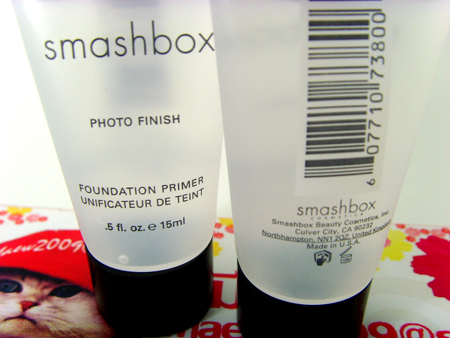 smashbox
PHOTO FINISH
FOUNDATION PRIMER
UNIFICATEUR DE TEINT
.5 fl. oz. e 15ml
6 07710 73800
smashbox
COSMETICS
Smashbox Beauty Cosmetics, Inc.
Culver City, CA 90232
Northhampton, NN1 2QZ, United Kingdom
Made in U.S.A.